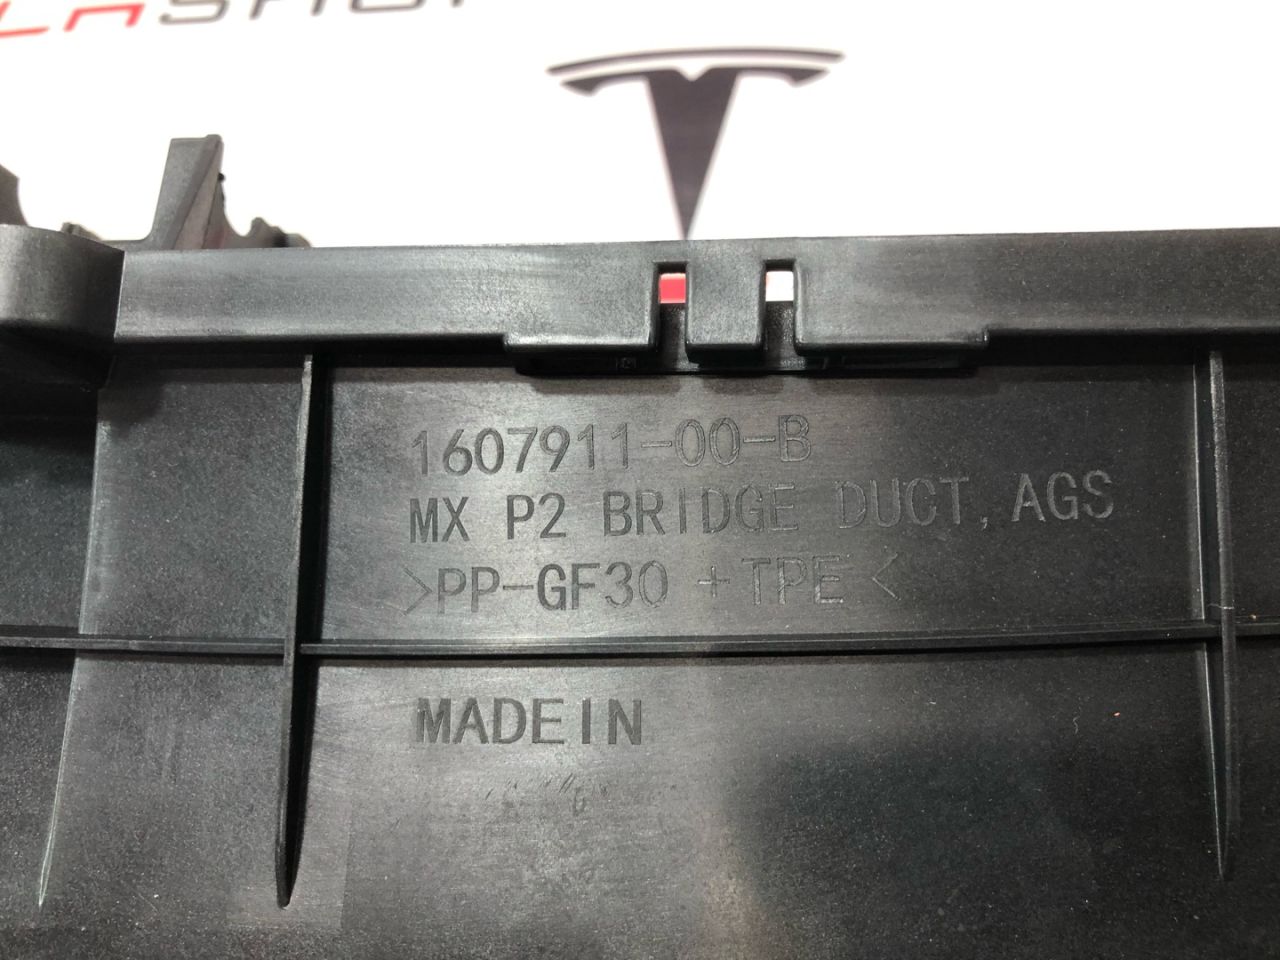 1607911-00-B
MX P2 BRIDGE DUCT, AGS
>PP-GF30 +TPE<
MADEIN